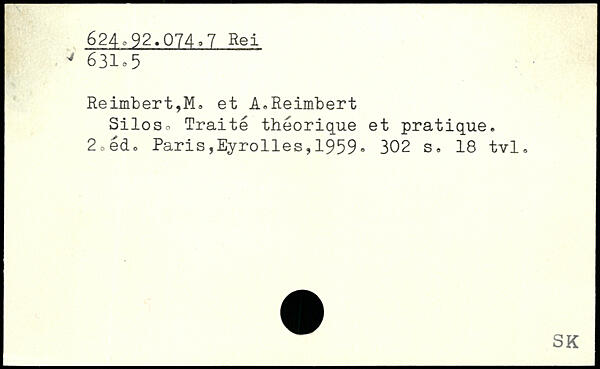 624.92.074.7 Rei
631.5
Reimbert,M. et A.Reimbert
Silos. Traité théorique et pratique.
2.éd. Paris,Eyrolles,1959. 302 s. 18 tvl.
SK